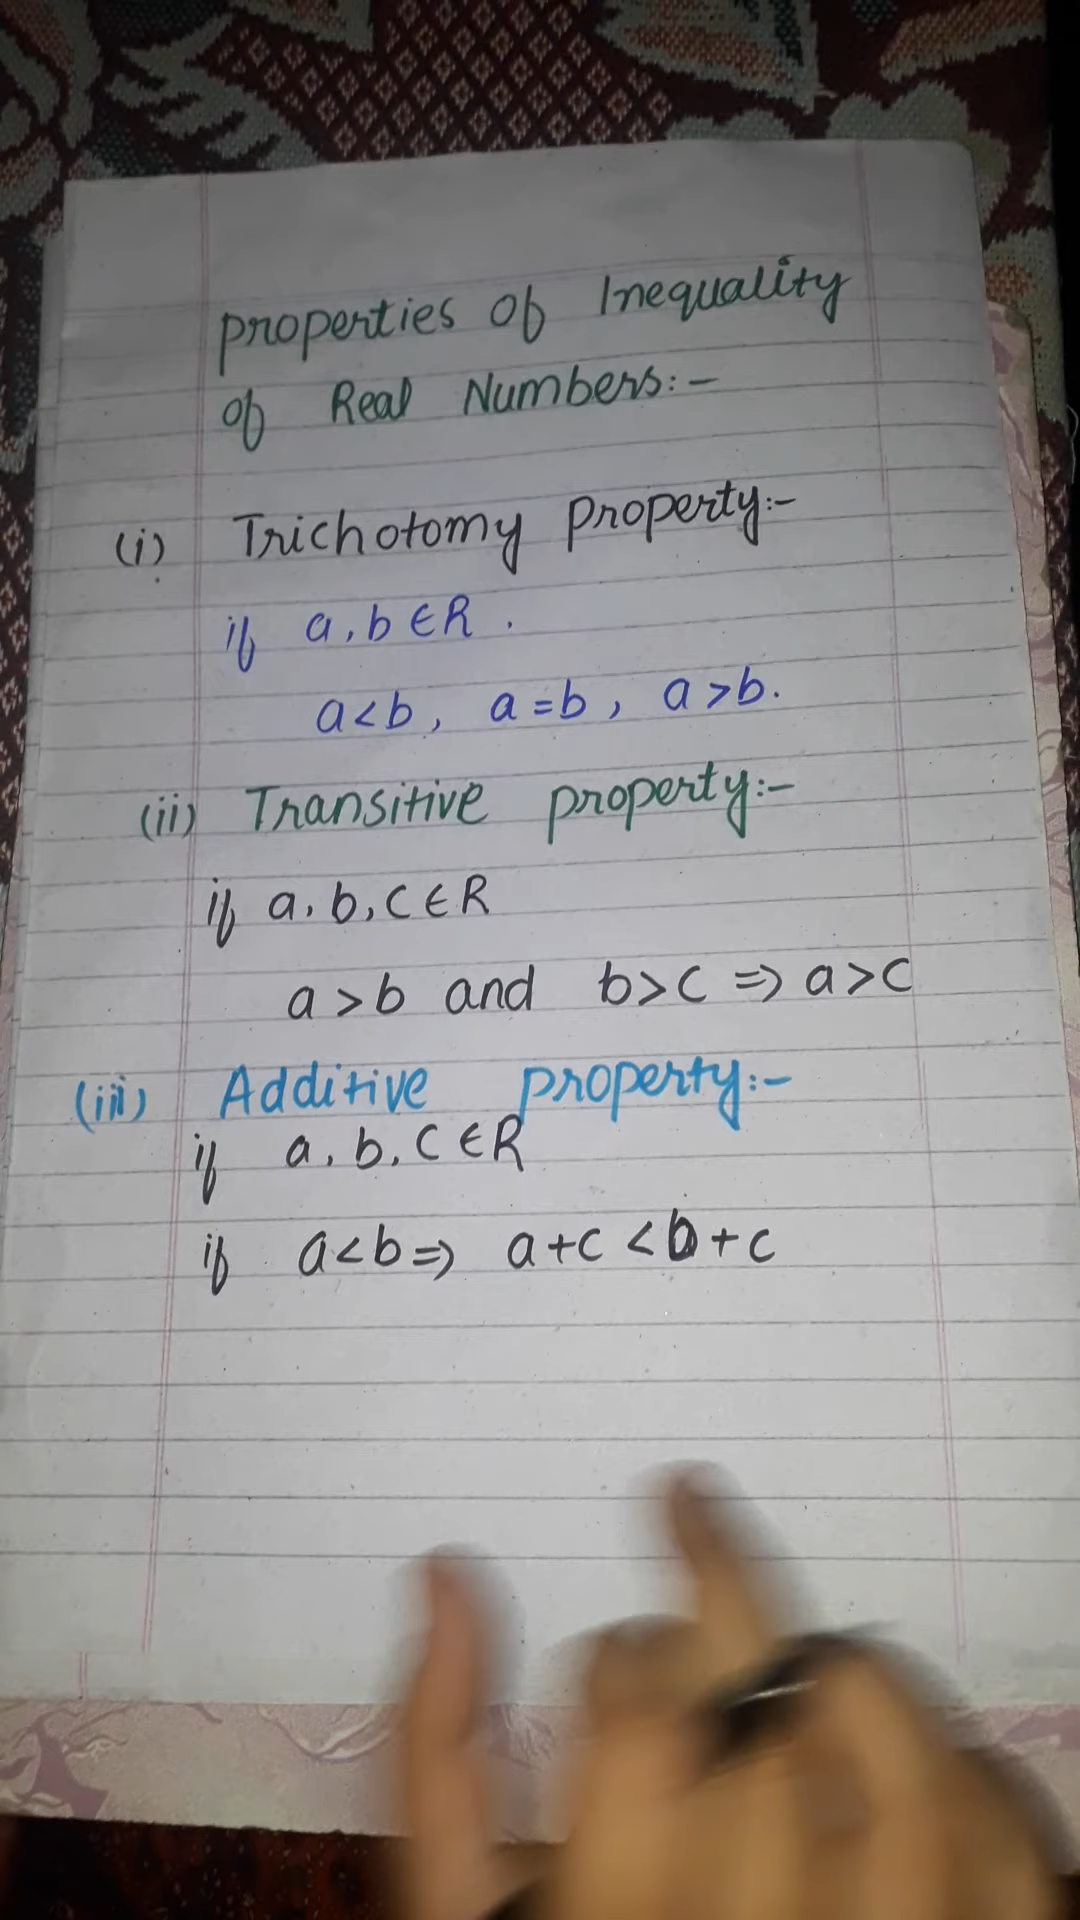 properties of Inequality
of Real Numbers:-
(i) Trichotomy property:-
if a, b ∈ R.
a<b, a=b, a>b.
(ii) Transitive property:-
if a, b, c ∈ R
a>b and b>c ⇒ a>c
(iii) Additive property:-
if a, b, c ∈ R
if a<b ⇒ a+c <b+c